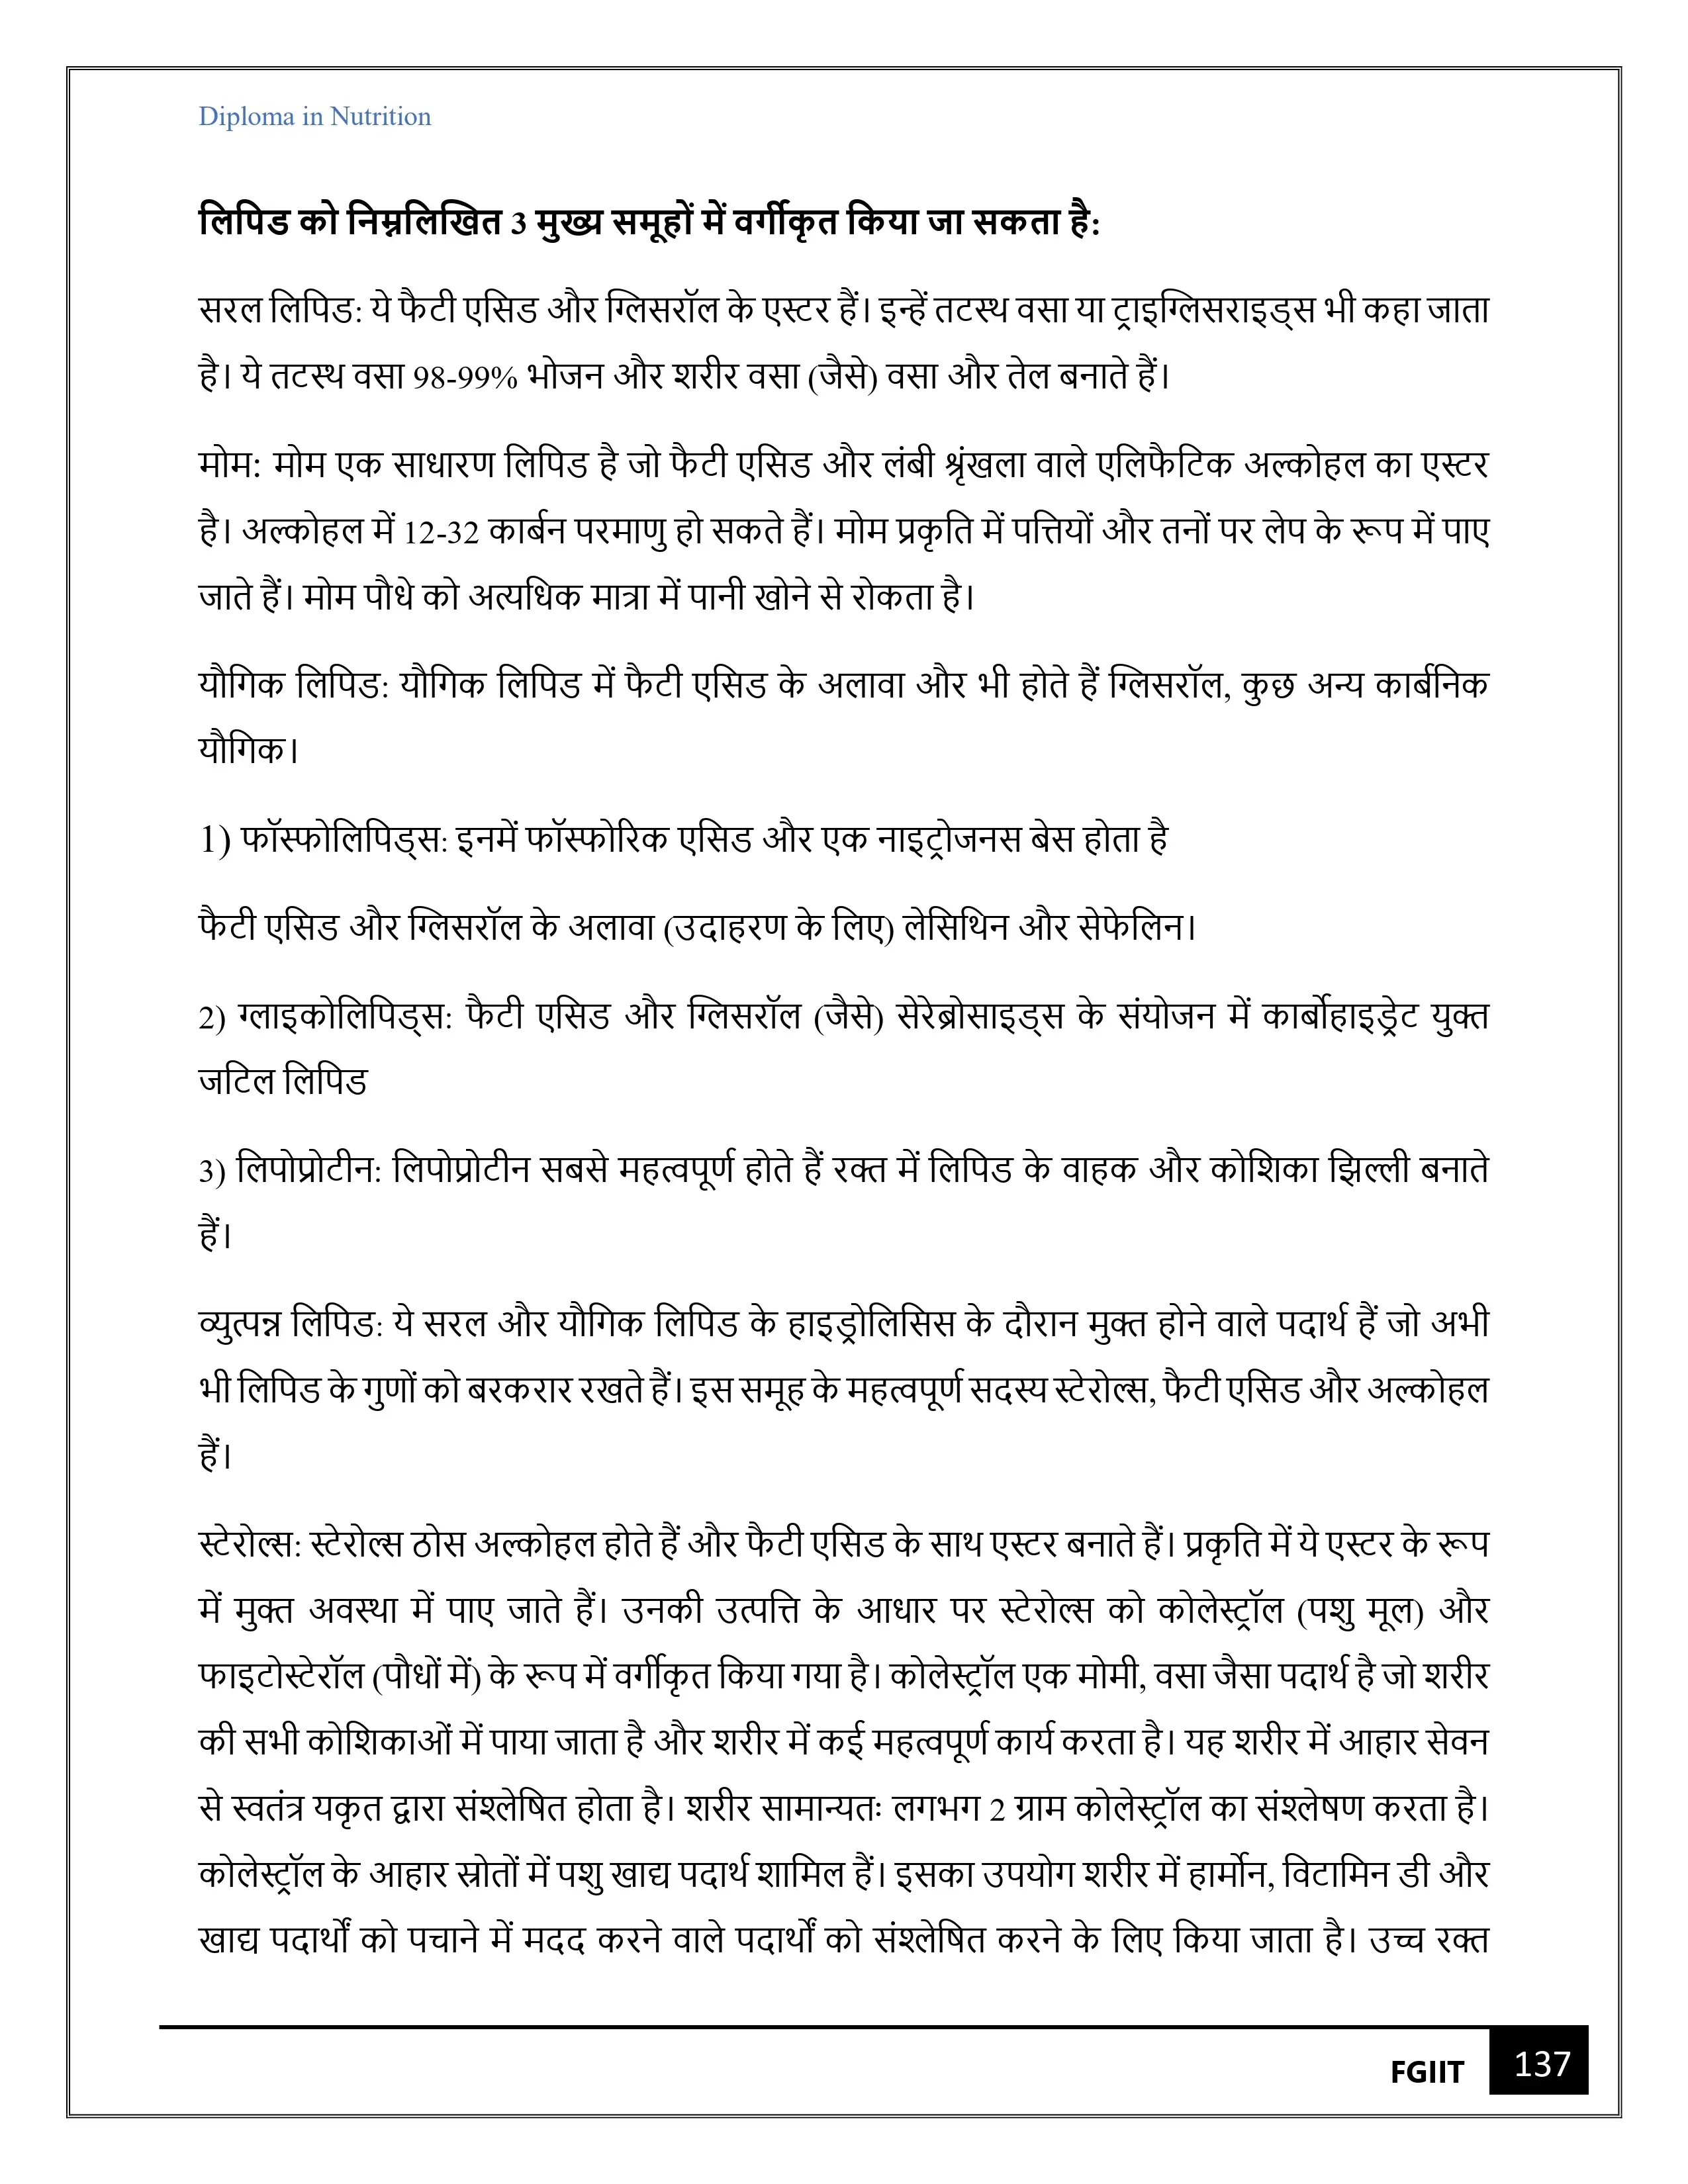 Diploma in Nutrition
लिपिड को निम्नलिखित 3 मुख्य समूहों में वर्गीकृत किया जा सकता है:
सरल लिपिड: ये फैटी एसिड और ग्लिसरॉल के एस्टर हैं। इन्हें तटस्थ वसा या ट्राइग्लिसराइड्स भी कहा जाता
है। ये तटस्थ वसा 98-99% भोजन और शरीर वसा (जैसे) वसा और तेल बनाते हैं।
मोम: मोम एक साधारण लिपिड है जो फैटी एसिड और लंबी श्रृंखला वाले एलिफैटिक अल्कोहल का एस्टर
है। अल्कोहल में 12-32 कार्बन परमाणु हो सकते हैं। मोम प्रकृति में पत्तियों और तनों पर लेप के रूप में पाए
जाते हैं। मोम पौधे को अत्यधिक मात्रा में पानी खोने से रोकता है।
यौगिक लिपिड: यौगिक लिपिड में फैटी एसिड के अलावा और भी होते हैं ग्लिसरॉल, कुछ अन्य कार्बनिक
यौगिक।
1) फॉस्फोलिपिड्स: इनमें फॉस्फोरिक एसिड और एक नाइट्रोजनस बेस होता है
फैटी एसिड और ग्लिसरॉल के अलावा (उदाहरण के लिए) लेसिथिन और सेफेलिन।
2) ग्लाइकोलिपिड्स: फैटी एसिड और ग्लिसरॉल (जैसे) सेरेब्रोसाइड्स के संयोजन में कार्बोहाइड्रेट युक्त
जटिल लिपिड
3) लिपोप्रोटीन: लिपोप्रोटीन सबसे महत्वपूर्ण होते हैं रक्त में लिपिड के वाहक और कोशिका झिल्ली बनाते
हैं।
व्युत्पन्न लिपिड: ये सरल और यौगिक लिपिड के हाइड्रोलिसिस के दौरान मुक्त होने वाले पदार्थ हैं जो अभी
भी लिपिड के गुणों को बरकरार रखते हैं। इस समूह के महत्वपूर्ण सदस्य स्टेरोल्स, फैटी एसिड और अल्कोहल
हैं।
स्टेरोल्स: स्टेरोल्स ठोस अल्कोहल होते हैं और फैटी एसिड के साथ एस्टर बनाते हैं। प्रकृति में ये एस्टर के रूप
में मुक्त अवस्था में पाए जाते हैं। उनकी उत्पत्ति के आधार पर स्टेरोल्स को कोलेस्ट्रॉल (पशु मूल) और
फाइटोस्टेरॉल (पौधों में) के रूप में वर्गीकृत किया गया है। कोलेस्ट्रॉल एक मोमी, वसा जैसा पदार्थ है जो शरीर
की सभी कोशिकाओं में पाया जाता है और शरीर में कई महत्वपूर्ण कार्य करता है। यह शरीर में आहार सेवन
से स्वतंत्र यकृत द्वारा संश्लेषित होता है। शरीर सामान्यतः लगभग 2 ग्राम कोलेस्ट्रॉल का संश्लेषण करता है।
कोलेस्ट्रॉल के आहार स्रोतों में पशु खाद्य पदार्थ शामिल हैं। इसका उपयोग शरीर में हार्मोन, विटामिन डी और
खाद्य पदार्थों को पचाने में मदद करने वाले पदार्थों को संश्लेषित करने के लिए किया जाता है। उच्च रक्त
FGIIT 137